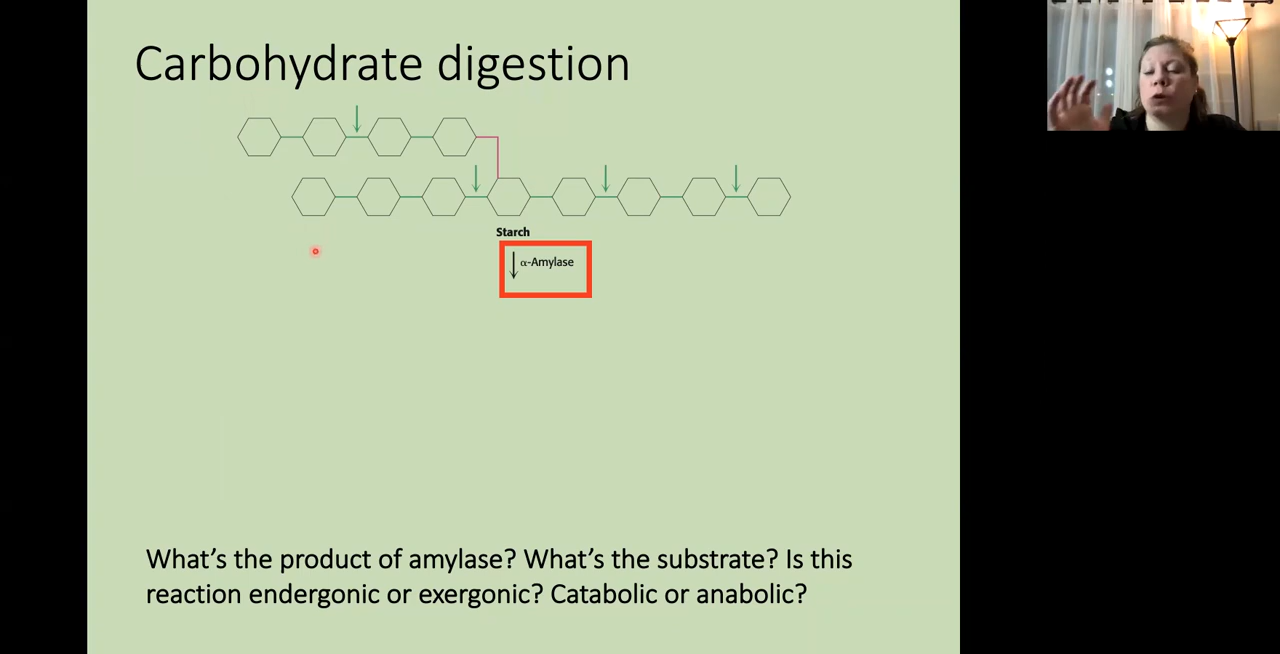 Carbohydrate digestion
Starch
α-Amylase
What’s the product of amylase? What’s the substrate? Is this
reaction endergonic or exergonic? Catabolic or anabolic?